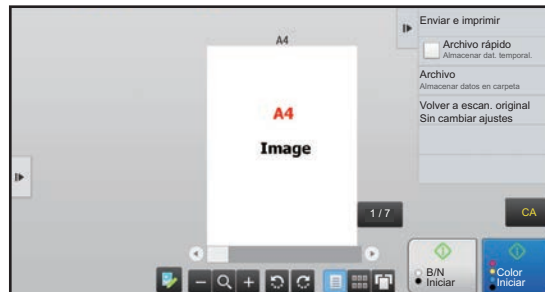 A4
A4
Image
1 / 7
Enviar e imprimir
Archivo rápido
Almacenar dat. temporal.
Archivo
Almacenar datos en carpeta
Volver a escan. original
Sin cambiar ajustes
CA
B/N
Iniciar
Color
Iniciar